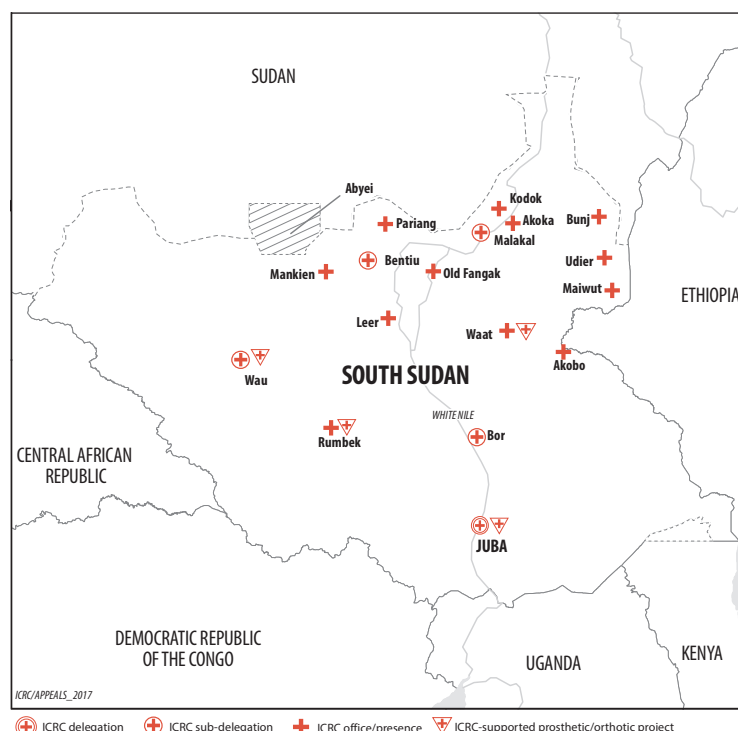 SUDAN
Abyei
Kodok
Pariang
Akoka
Bunj
Malakal
Bentiu
Udier
Mankien
Old Fangak
Maiwut
ETHIOPIA
Leer
Waat
Akobo
SOUTH SUDAN
Wau
WHITE NILE
Rumbek
Bor
CENTRAL AFRICAN
REPUBLIC
JUBA
DEMOCRATIC REPUBLIC
OF THE CONGO
UGANDA
KENYA
ICRC/APPEALS_2017
ICRC delegation
ICRC sub-delegation
ICRC office/presence
ICRC-supported prosthetic/orthotic project